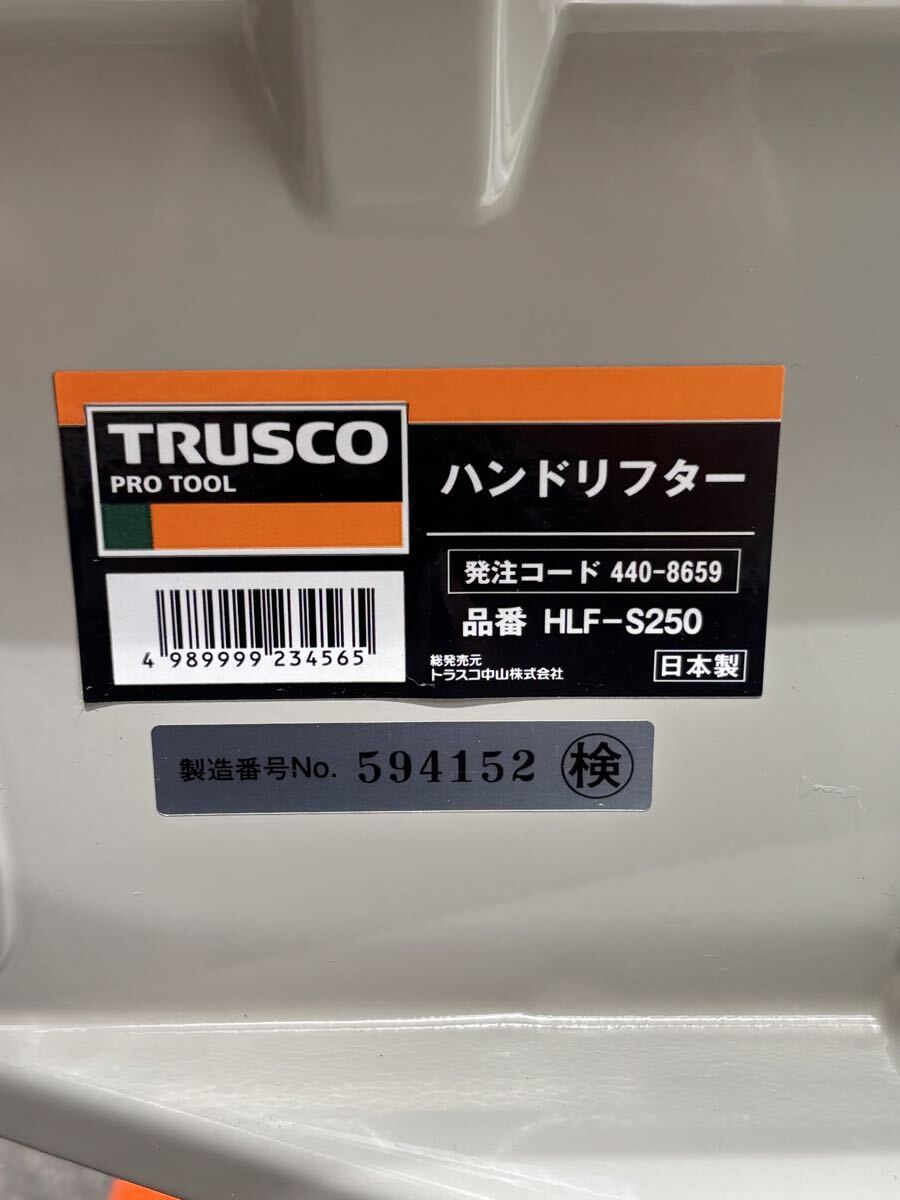 TRUSCO
PRO TOOL
ハンドリフター
発注コード 440-8659
品番 HLF-S250
総発売元
トラスコ中山株式会社
日本製
4 989999 234565
製造番号No. 594152 検